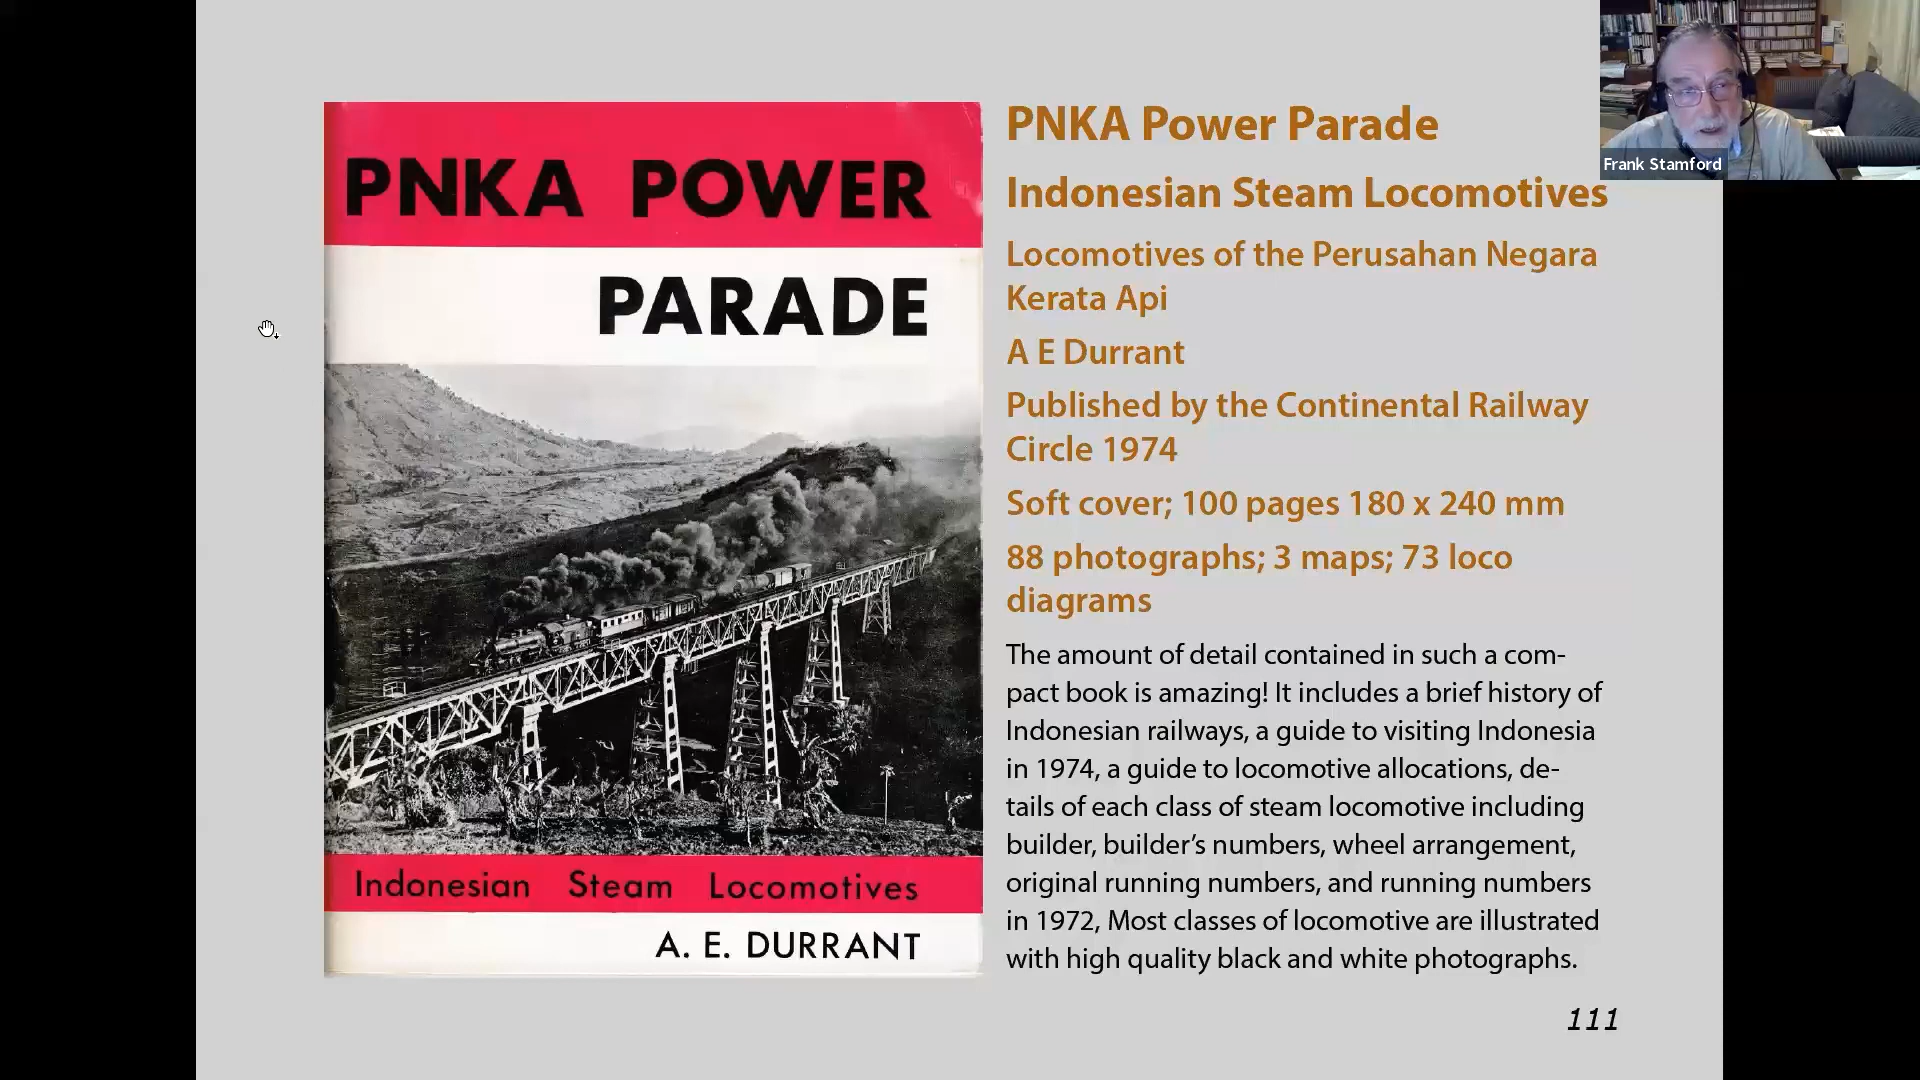 PNKA POWER
PARADE
Indonesian Steam Locomotives
A. E. DURRANT
PNKA Power Parade
Indonesian Steam Locomotives
Locomotives of the Perusahan Negara
Kerata Api
A E Durrant
Published by the Continental Railway
Circle 1974
Soft cover; 100 pages 180 x 240 mm
88 photographs; 3 maps; 73 loco
diagrams
The amount of detail contained in such a com-
pact book is amazing! It includes a brief history of
Indonesian railways, a guide to visiting Indonesia
in 1974, a guide to locomotive allocations, de-
tails of each class of steam locomotive including
builder, builder’s numbers, wheel arrangement,
original running numbers, and running numbers
in 1972, Most classes of locomotive are illustrated
with high quality black and white photographs.
111
Frank Stamford